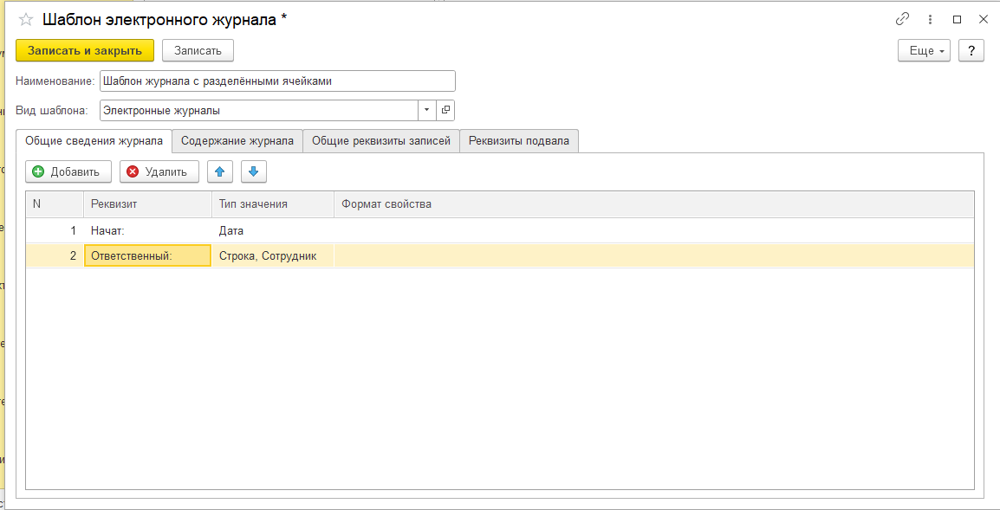 Шаблон электронного журнала *
Записать и закрыть Записать Еще ?
Наименование: Шаблон журнала с разделёнными ячейками
Вид шаблона: Электронные журналы
Общие сведения журнала Содержание журнала Общие реквизиты записей Реквизиты подвала
Добавить Удалить
N Реквизит Тип значения Формат свойства
1 Начат: Дата
2 Ответственный: Строка, Сотрудник